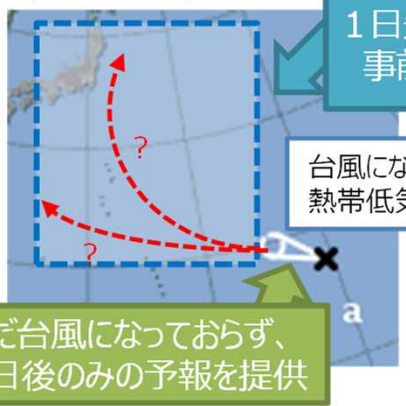 1日
事前
?
台風にな
熱帯低気
?
a
だ台風になっておらず、
日後のみの予報を提供